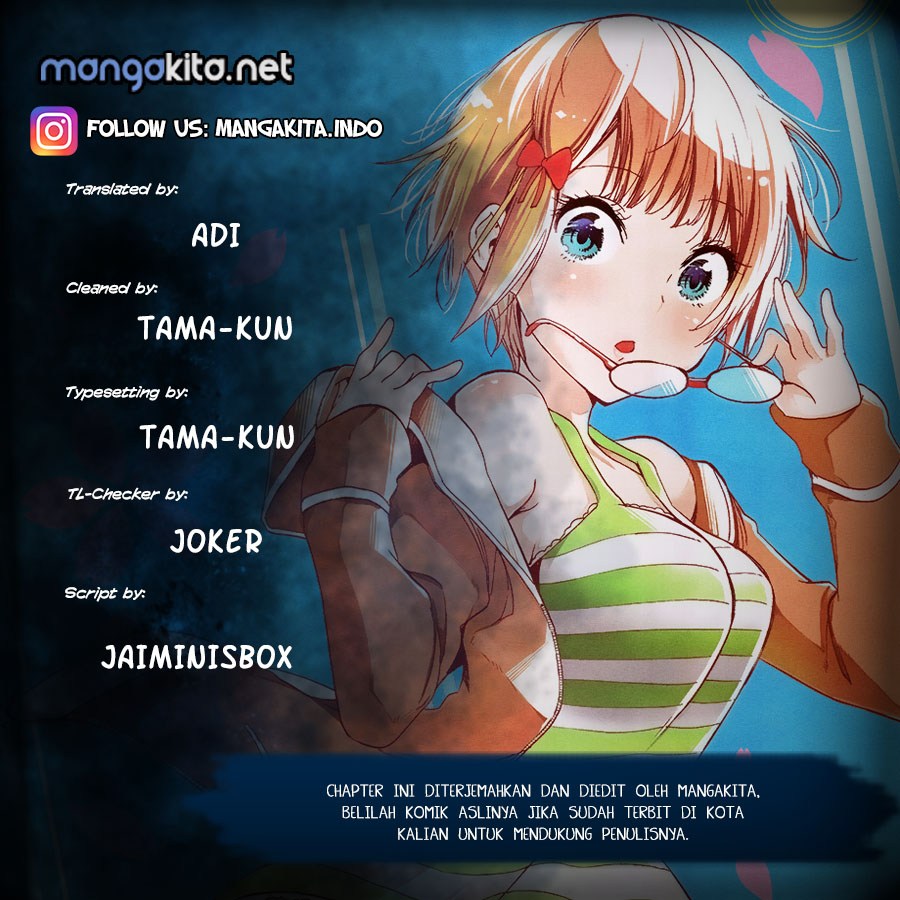 mangakita.net
FOLLOW US: MANGAKITA.INDO
Translated by:
ADI
Cleaned by:
TAMA-KUN
Typesetting by:
TAMA-KUN
TL-Checker by:
JOKER
Script by:
JAIMINISBOX
CHAPTER INI DITERJEMAHKAN DAN DIEDIT OLEH MANGAKITA,
BELILAH KOMIK ASLINYA JIKA SUDAH TERBIT DI KOTA
KALIAN UNTUK MENDUKUNG PENULISNYA.